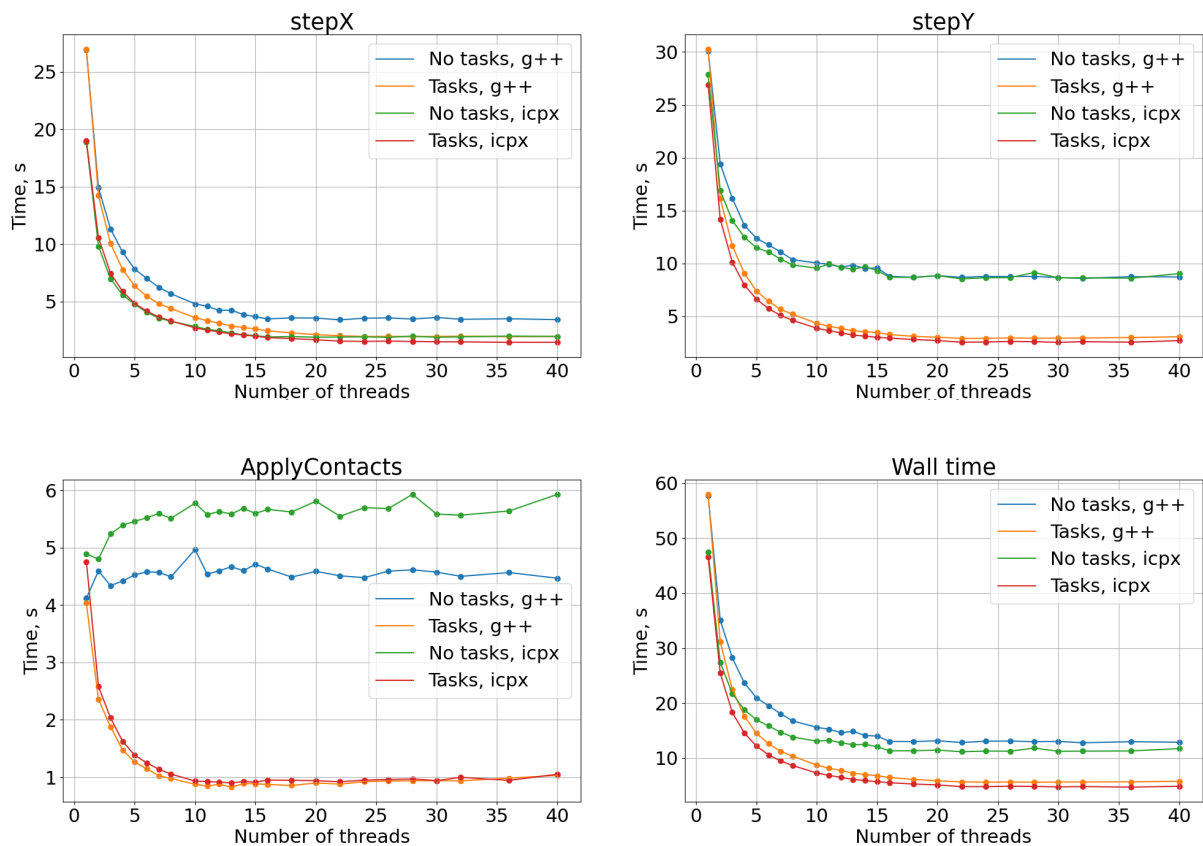 stepX
25
20
15
10
5
0 5 10 15 20 25 30 35 40
Time, s
Number of threads
No tasks, g++
Tasks, g++
No tasks, icpx
Tasks, icpx
stepY
30
25
20
15
10
5
0 5 10 15 20 25 30 35 40
Time, s
Number of threads
No tasks, g++
Tasks, g++
No tasks, icpx
Tasks, icpx
ApplyContacts
6
5
4
3
2
1
0 5 10 15 20 25 30 35 40
Time, s
Number of threads
No tasks, g++
Tasks, g++
No tasks, icpx
Tasks, icpx
Wall time
60
50
40
30
20
10
0 5 10 15 20 25 30 35 40
Time, s
Number of threads
No tasks, g++
Tasks, g++
No tasks, icpx
Tasks, icpx